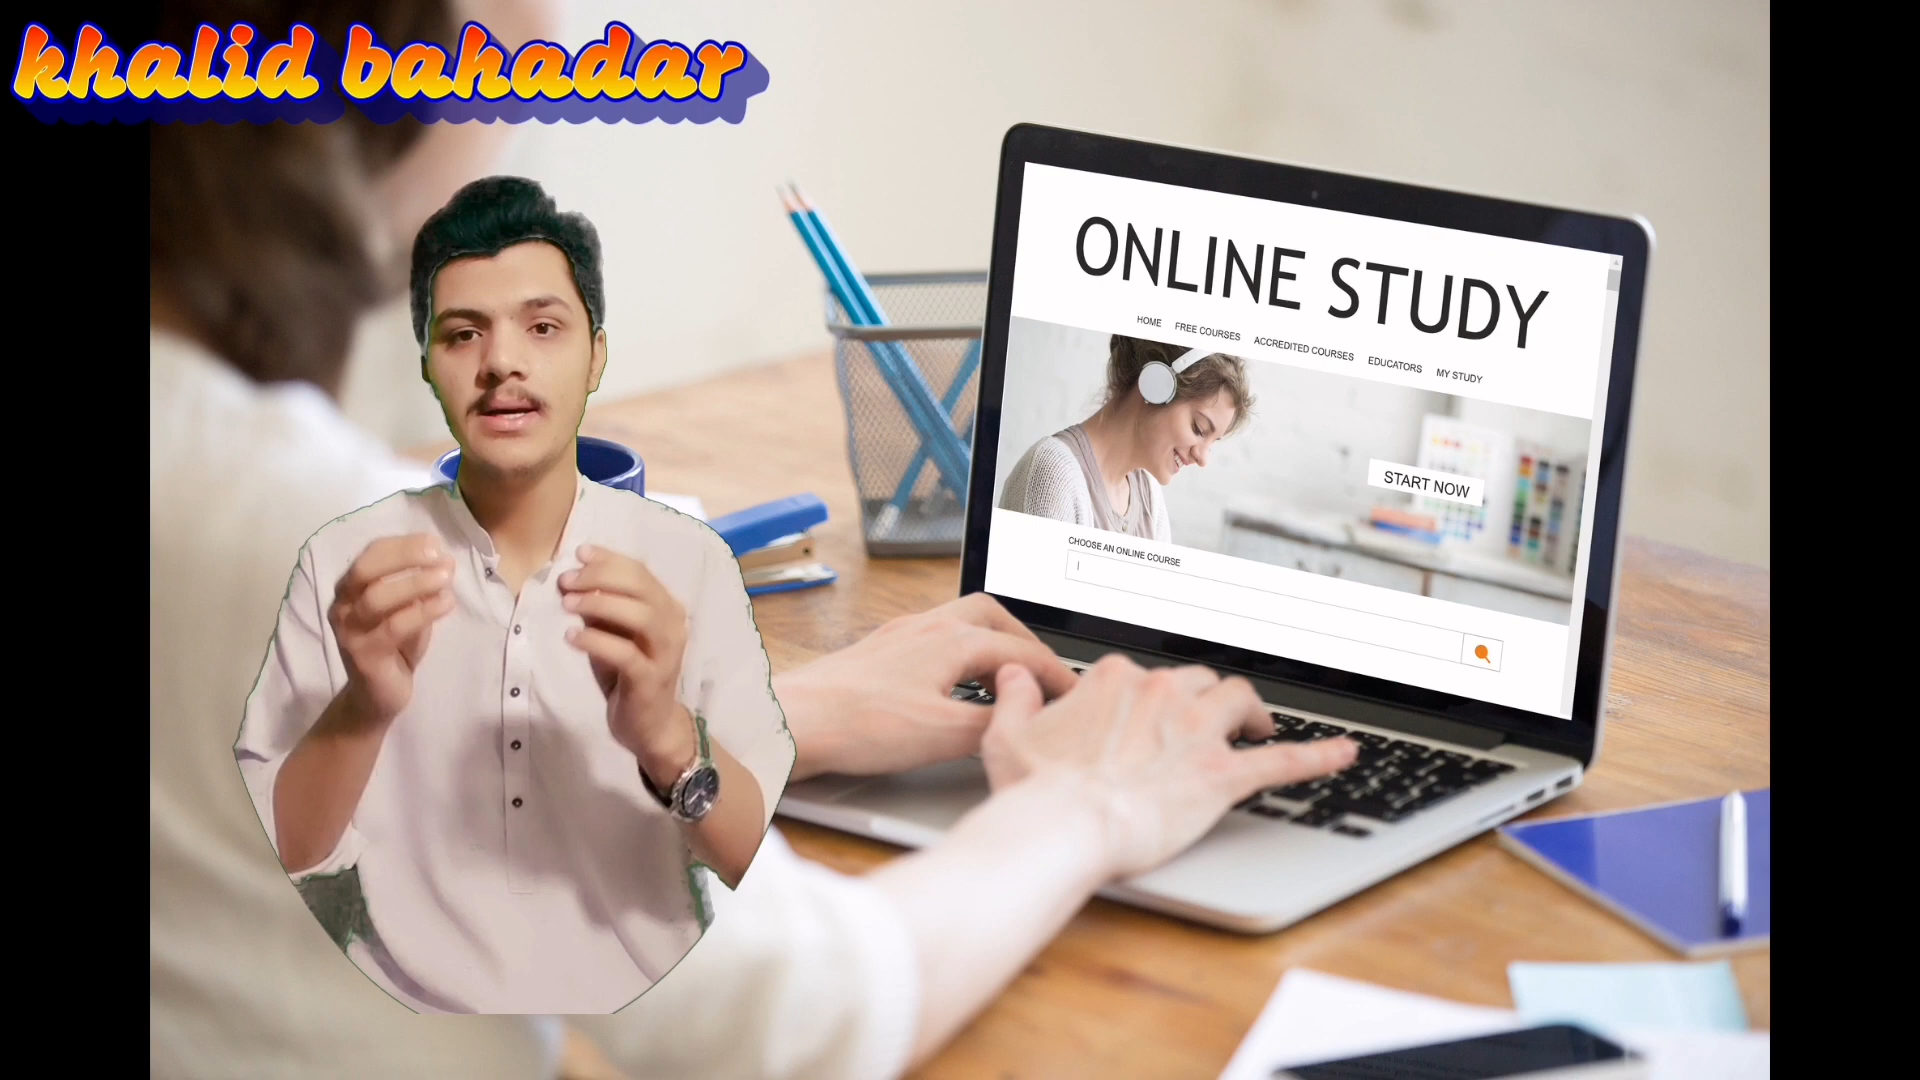 khalid bahadar
ONLINE STUDY
HOME FREE COURSES ACCREDITED COURSES EDUCATORS MY STUDY
START NOW
CHOOSE AN ONLINE COURSE